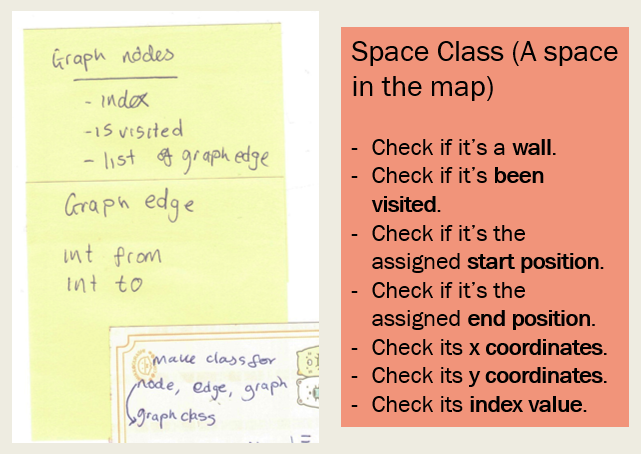 Graph nodes
- index
- is visited
- list of graph edge
Graph edge
int from
int to
make class for
node, edge, graph
graph class
Space Class (A space
in the map)
- Check if it's a wall.
- Check if it's been
visited.
- Check if it's the
assigned start position.
- Check if it's the
assigned end position.
- Check its x coordinates.
- Check its y coordinates.
- Check its index value.